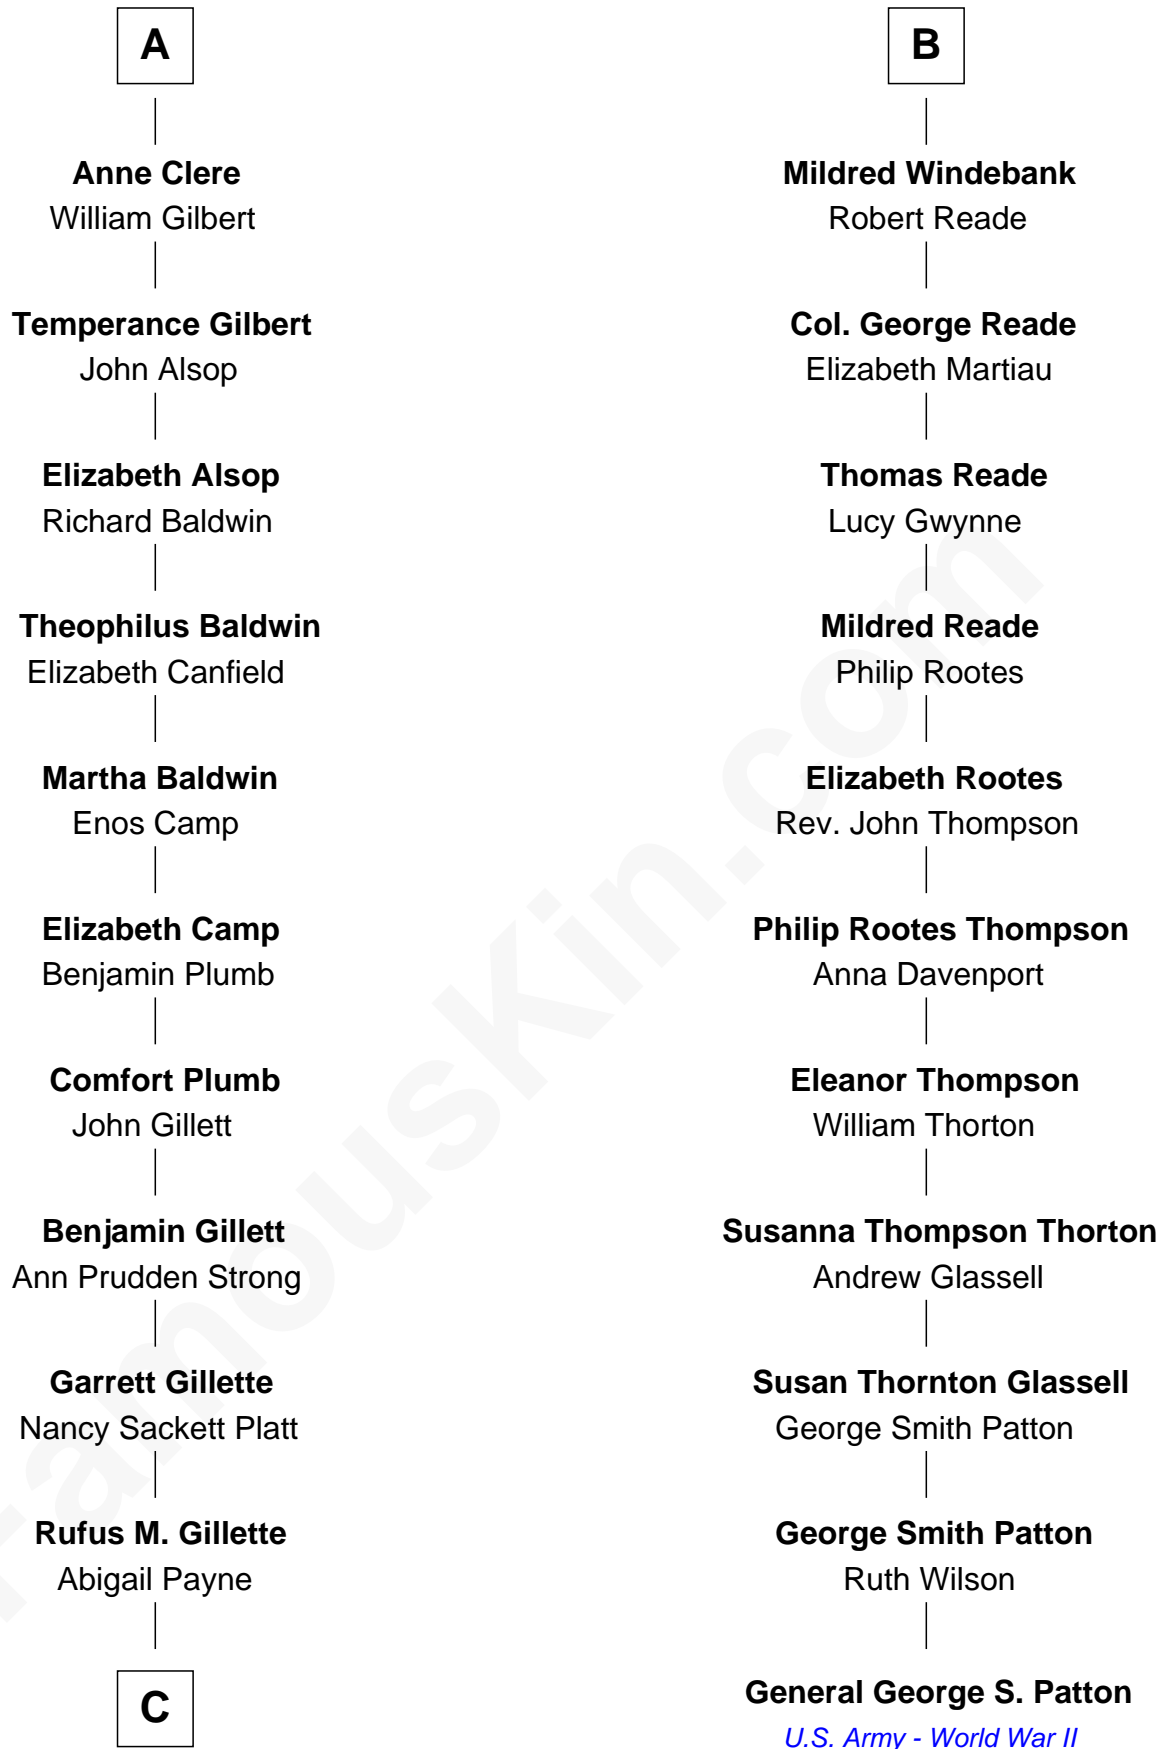 A
Anne Clere
William Gilbert
Temperance Gilbert
John Alsop
Elizabeth Alsop
Richard Baldwin
Theophilus Baldwin
Elizabeth Canfield
Martha Baldwin
Enos Camp
Elizabeth Camp
Benjamin Plumb
Comfort Plumb
John Gillett
Benjamin Gillett
Ann Prudden Strong
Garrett Gillette
Nancy Sackett Platt
Rufus M. Gillette
Abigail Payne
C
B
Mildred Windebank
Robert Reade
Col. George Reade
Elizabeth Martiau
Thomas Reade
Lucy Gwynne
Mildred Reade
Philip Rootes
Elizabeth Rootes
Rev. John Thompson
Philip Rootes Thompson
Anna Davenport
Eleanor Thompson
William Thorton
Susanna Thompson Thorton
Andrew Glassell
Susan Thornton Glassell
George Smith Patton
George Smith Patton
Ruth Wilson
General George S. Patton
U.S. Army - World War II
FamousKin.com